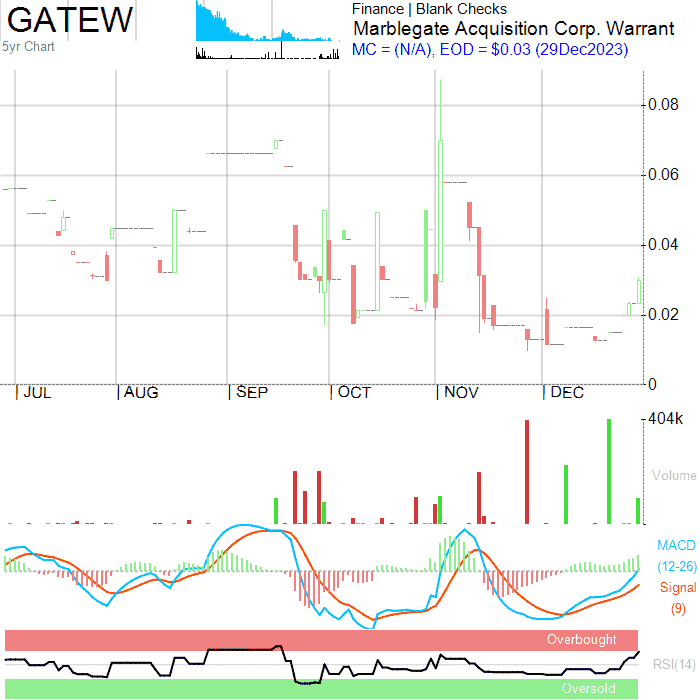 GATEW
5yr Chart
Finance | Blank Checks
Marblegate Acquisition Corp. Warrant
MC = (N/A), EOD = $0.03 (29Dec2023)
0.08
0.06
0.04
0.02
0
JUL
AUG
SEP
OCT
NOV
DEC
404k
Volume
MACD
(12-26)
Signal
(9)
Overbought
RSI(14)
Oversold